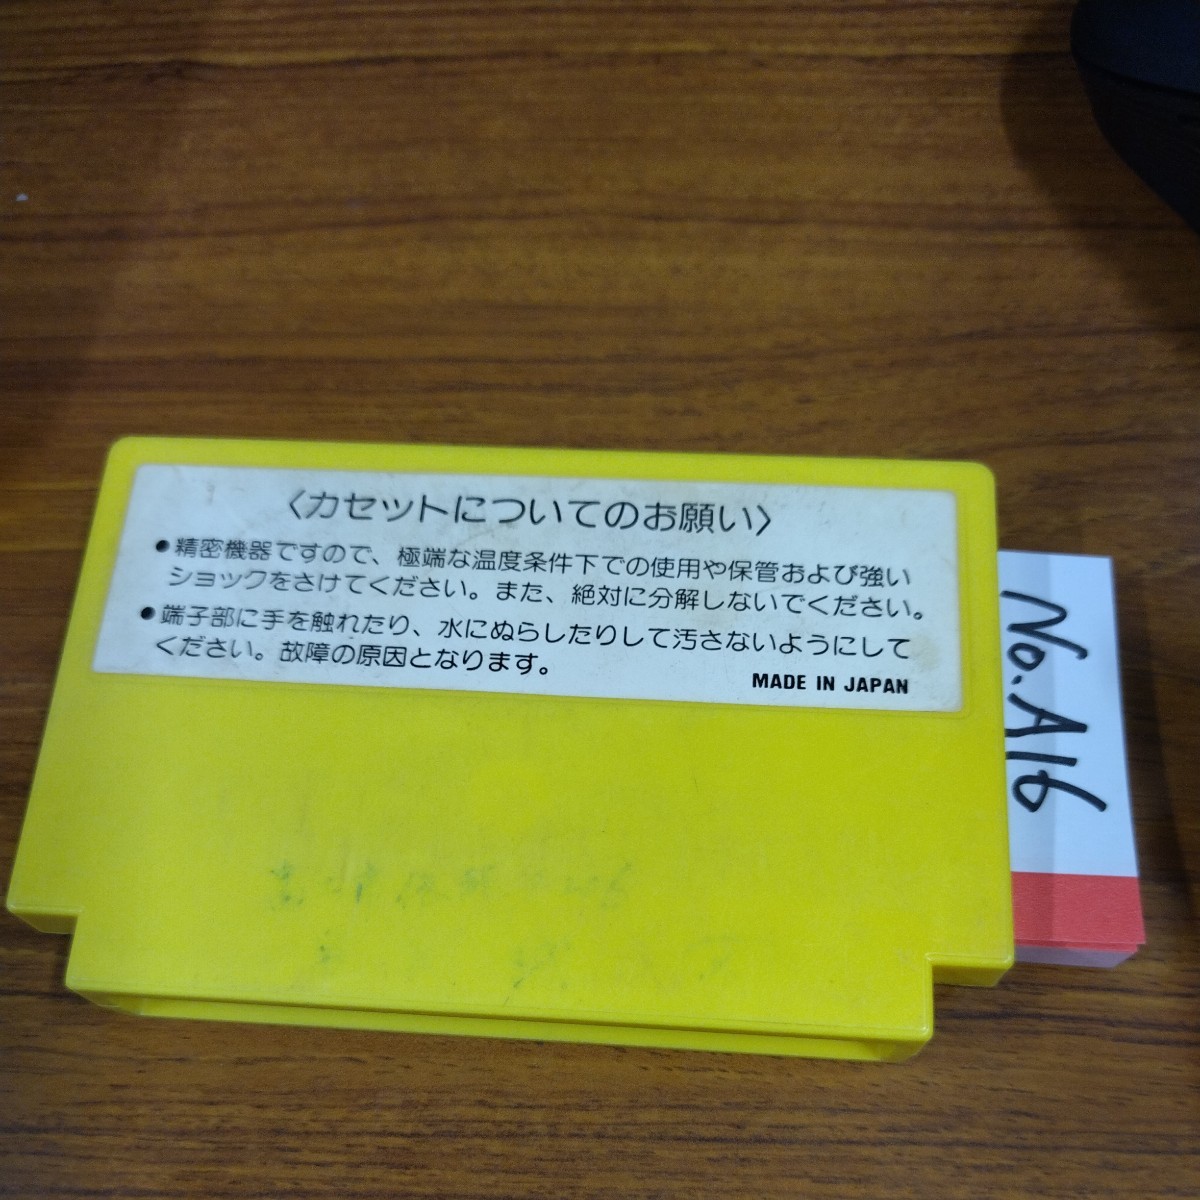 〈カセットについてのお願い〉
●精密機器ですので、極端な温度条件下での使用や保管および強い
ショックをさけてください。また、絶対に分解しないでください。
●端子部に手を触れたり、水にぬらしたりして汚さないようにして
ください。故障の原因となります。
MADE IN JAPAN
No.A16